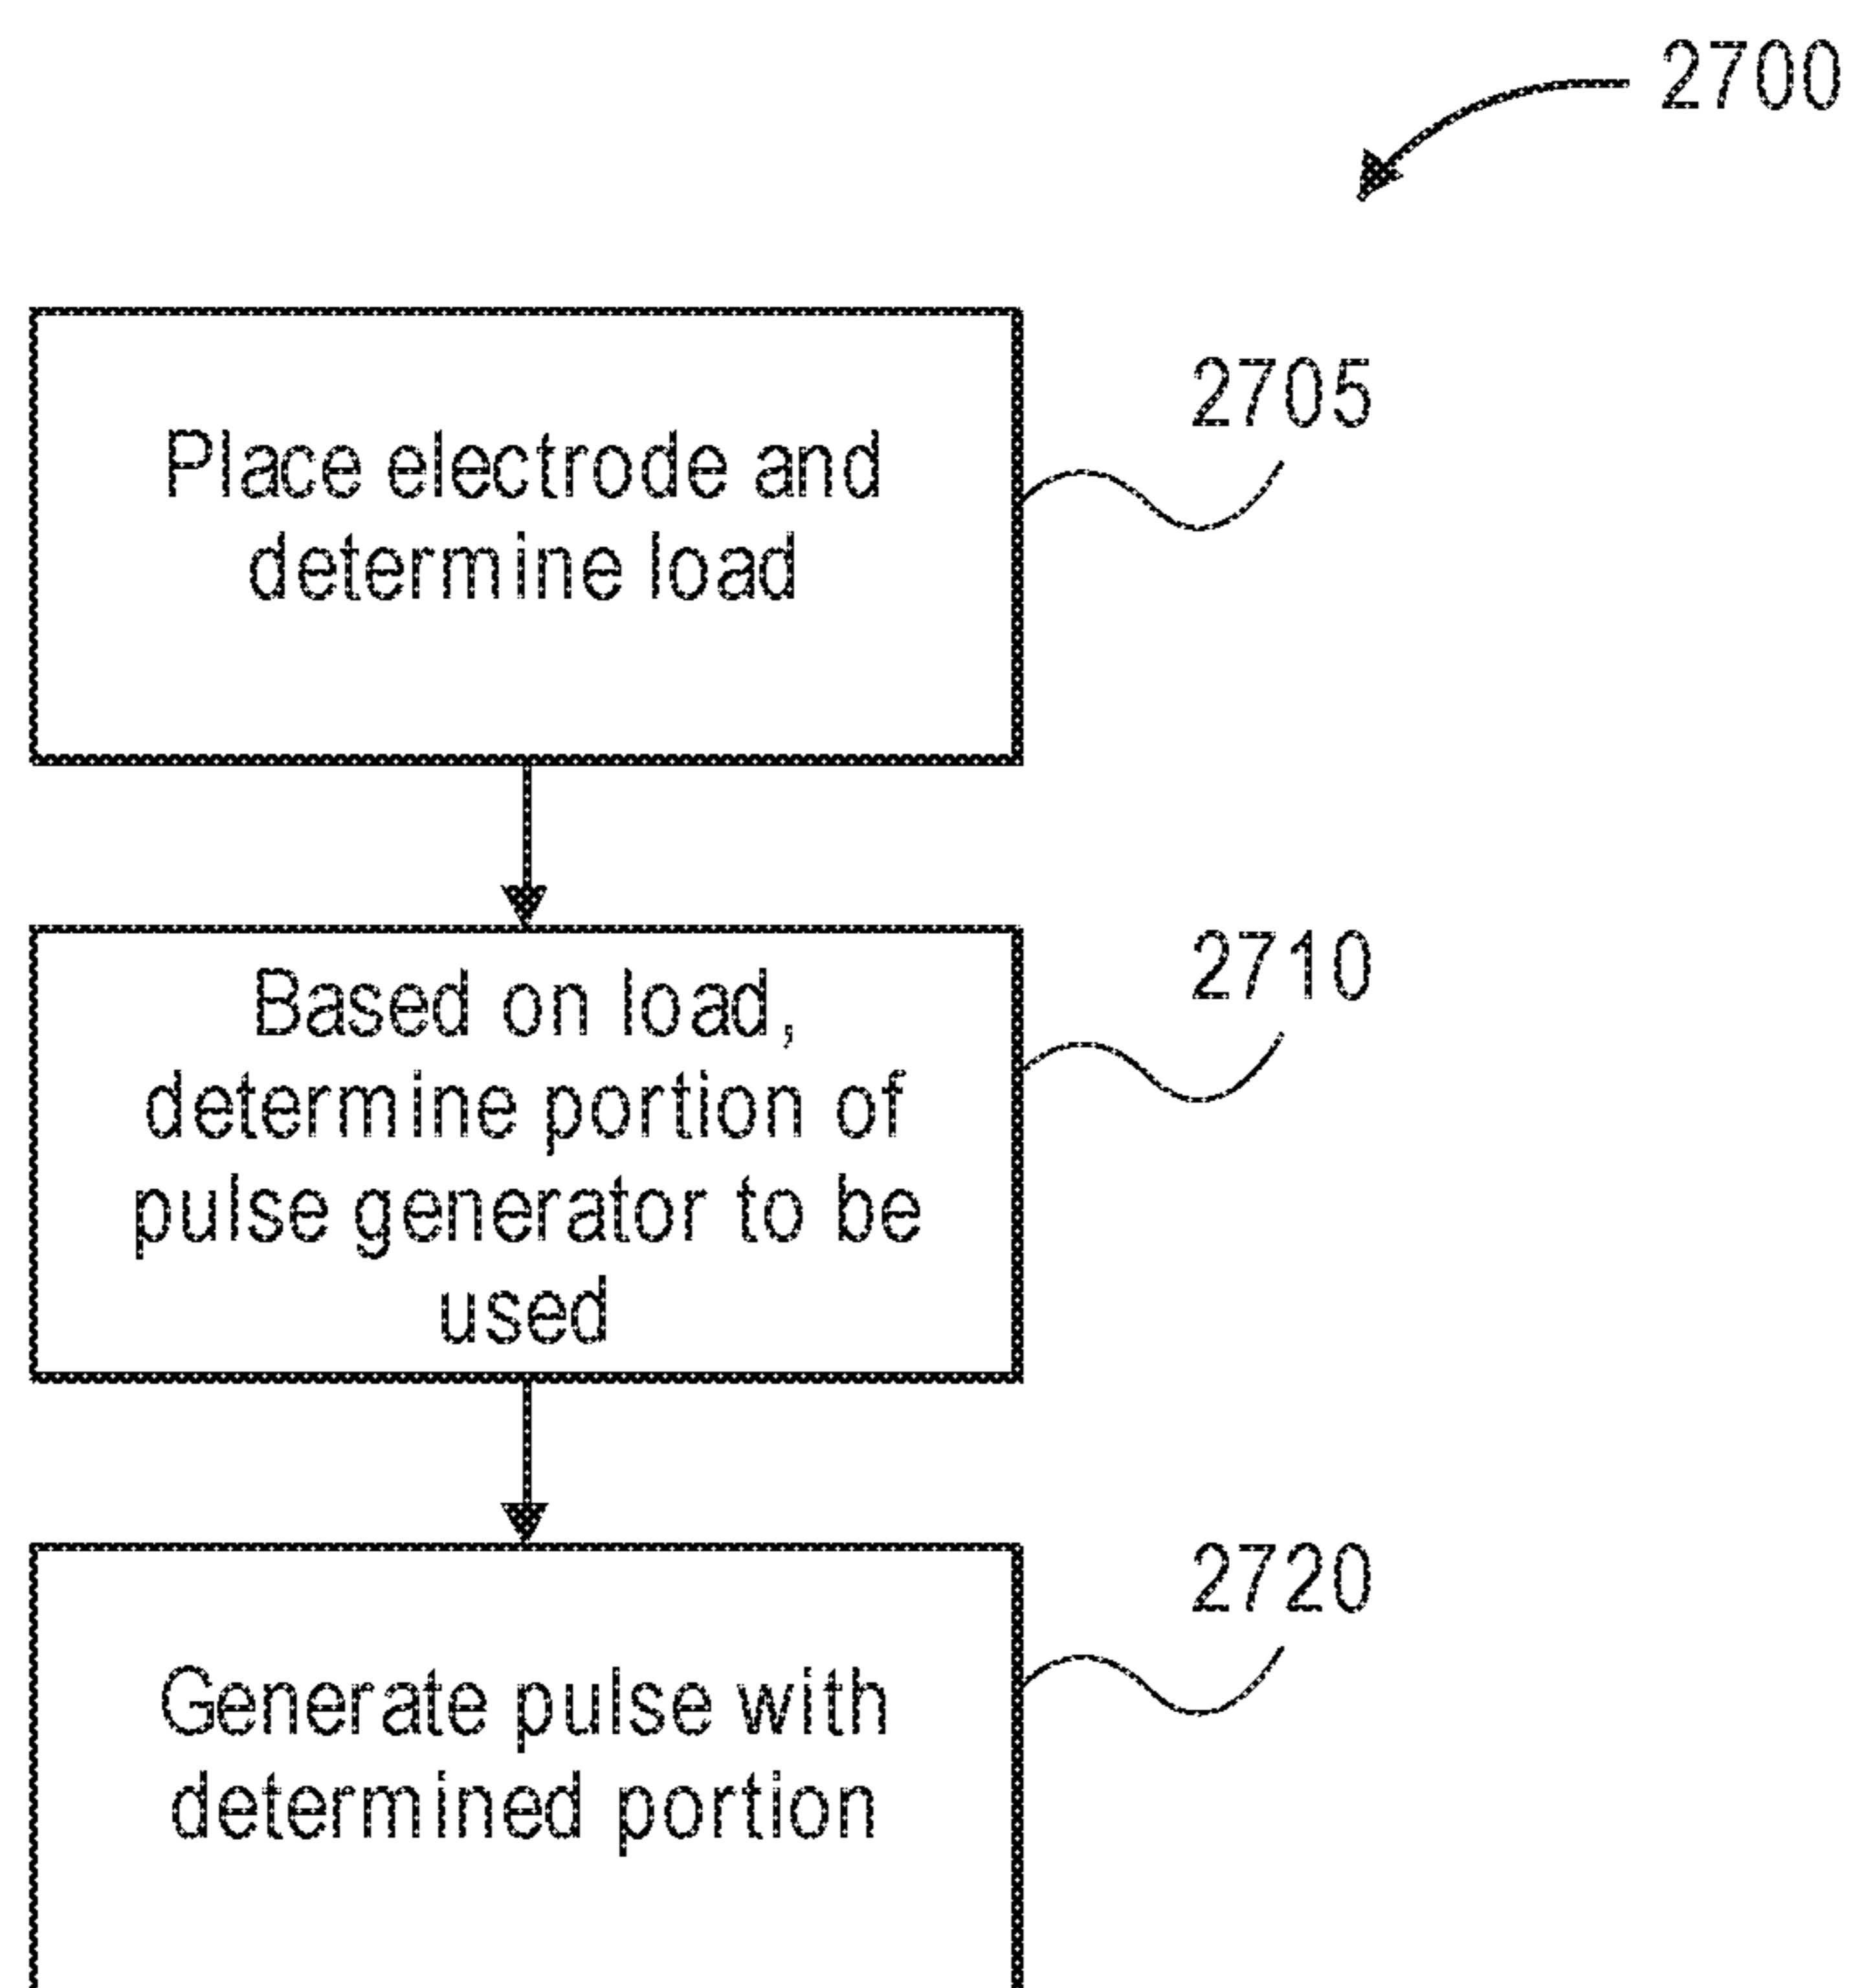 2700
Place electrode and
determine load
2705
Based on load,
determine portion of
pulse generator to be
used
2710
Generate pulse with
determined portion
2720